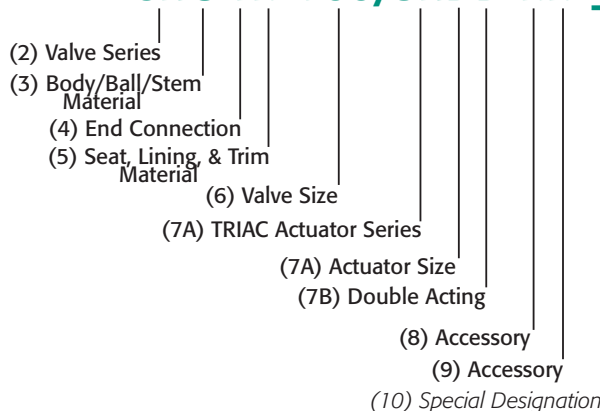 (2) Valve Series
(3) Body/Ball/Stem
Material
(4) End Connection
(5) Seat, Lining, & Trim
Material
(6) Valve Size
(7A) TRIAC Actuator Series
(7A) Actuator Size
(7B) Double Acting
(8) Accessory
(9) Accessory
(10) Special Designation